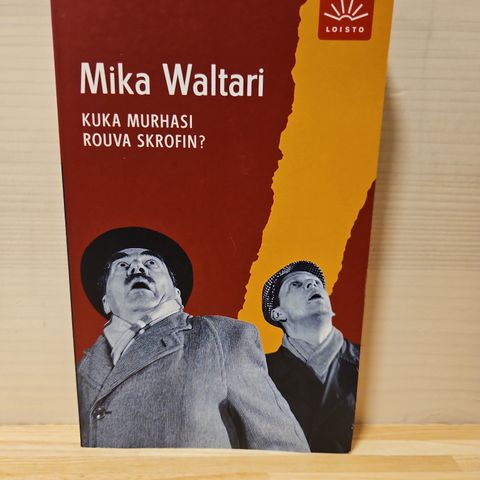 LOISTO
Mika Waltari
KUKA MURHASI
ROUVA SKROFIN?